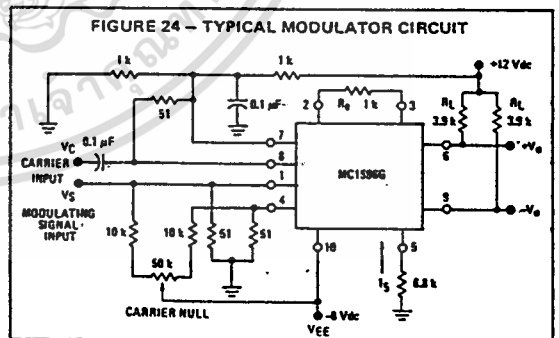 FIGURE 24 – TYPICAL MODULATOR CIRCUIT
1 k
1 k
+12 Vdc
0.1 µF
51
2
Re
1 k
3
RL
3.9 k
RL
3.9 k
VC
0.1 µF
CARRIER
INPUT
VS
MODULATING
SIGNAL
INPUT
7
8
1
4
MC1596G
6
+Vo
9
-Vo
10 k
10 k
51
51
50 k
CARRIER NULL
10
5
IS
6.8 k
-8 Vdc
VEE